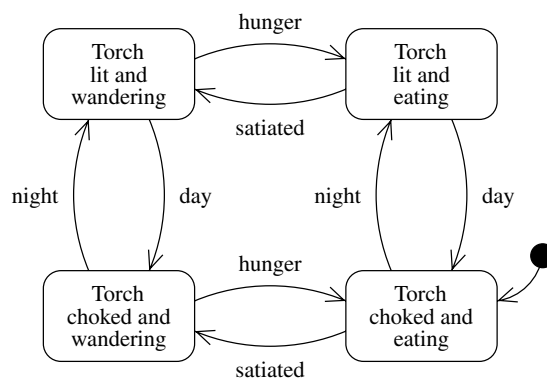 hunger
Torch
lit and
wandering
Torch
lit and
eating
satiated
night
day
night
day
hunger
Torch
choked and
wandering
Torch
choked and
eating
satiated